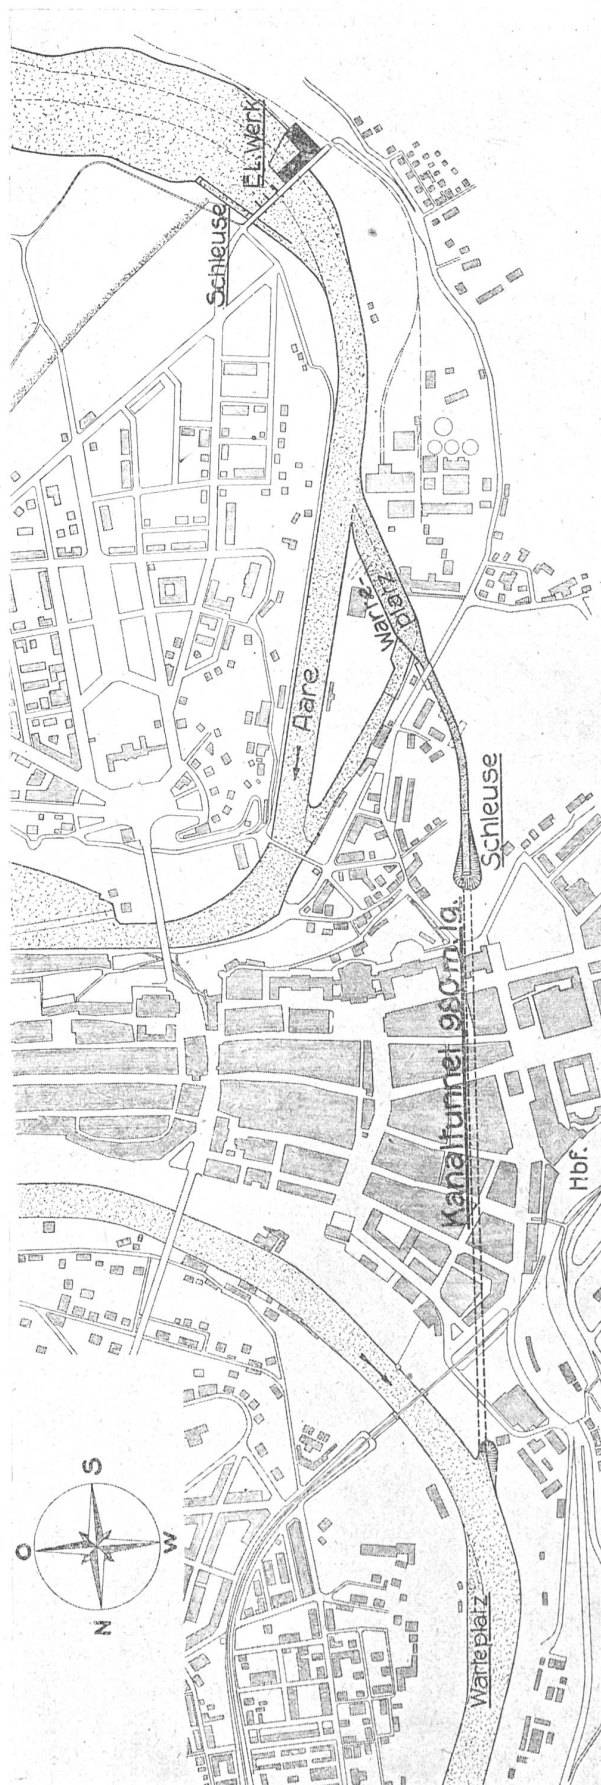 El. Werk
Schleuse
Warte-
platz
Aare
Schleuse
Kanaltunnel 980 m. lg.
Hbf.
O
S
W
N
Warteplatz